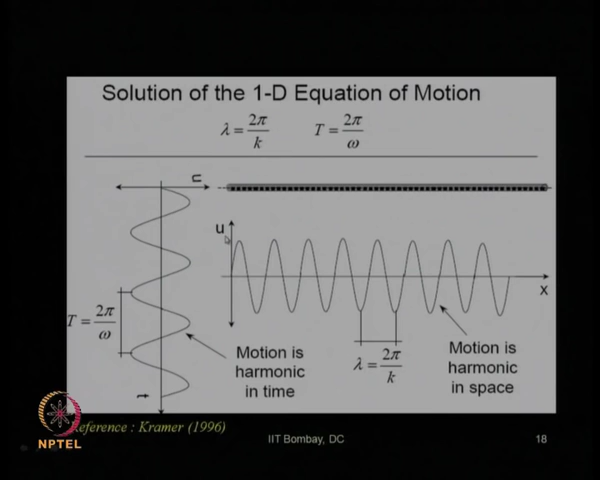 Solution of the 1-D Equation of Motion
λ = 2π/k T = 2π/ω
u
u
x
T = 2π/ω
Motion is
harmonic
in time
λ = 2π/k
Motion is
harmonic
in space
t
Reference : Kramer (1996)
NPTEL
IIT Bombay, DC
18